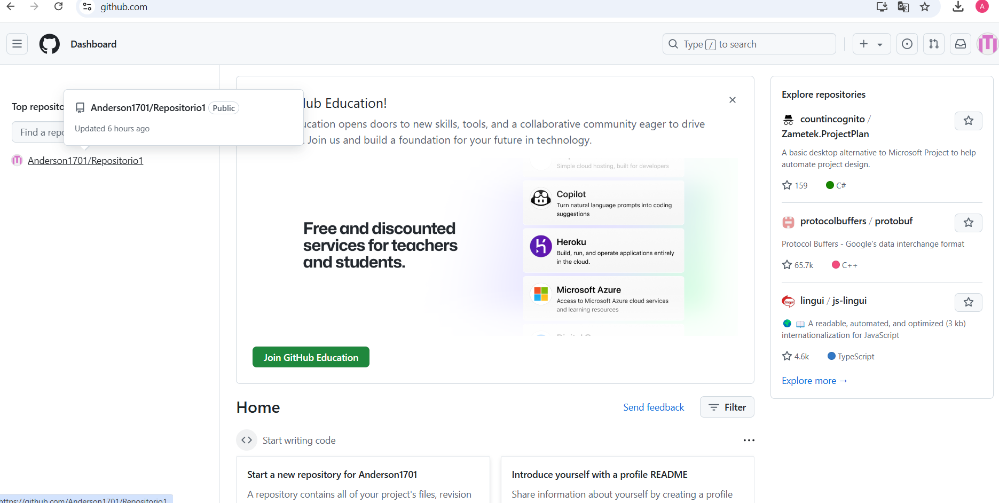 github.com
A
Dashboard
Type / to search
Top reposito
Anderson1701/Repositorio1 Public
Updated 6 hours ago
Find a repo
Anderson1701/Repositorio1
ub Education!
ucation opens doors to new skills, tools, and a collaborative community eager to drive
. Join us and build a foundation for your future in technology.
Simple cloud hosting, built for developers
Free and discounted
services for teachers
and students.
Copilot
Turn natural language prompts into coding
suggestions
Heroku
Build, run, and operate applications entirely
in the cloud.
Microsoft Azure
Access to Microsoft Azure cloud services
and learning resources
Join GitHub Education
Home
Send feedback
Filter
Start writing code
Start a new repository for Anderson1701
A repository contains all of your project's files, revision
Introduce yourself with a profile README
Share information about yourself by creating a profile
Explore repositories
countincognito /
Zametek.ProjectPlan
A basic desktop alternative to Microsoft Project to help
automate project design.
159 C#
protocolbuffers / protobuf
Protocol Buffers - Google's data interchange format
65.7k C++
lingui
lingui / js-lingui
🌍 📖 A readable, automated, and optimized (3 kb)
internationalization for JavaScript
4.6k TypeScript
Explore more →
https://github.com/Anderson1701/Repositorio1